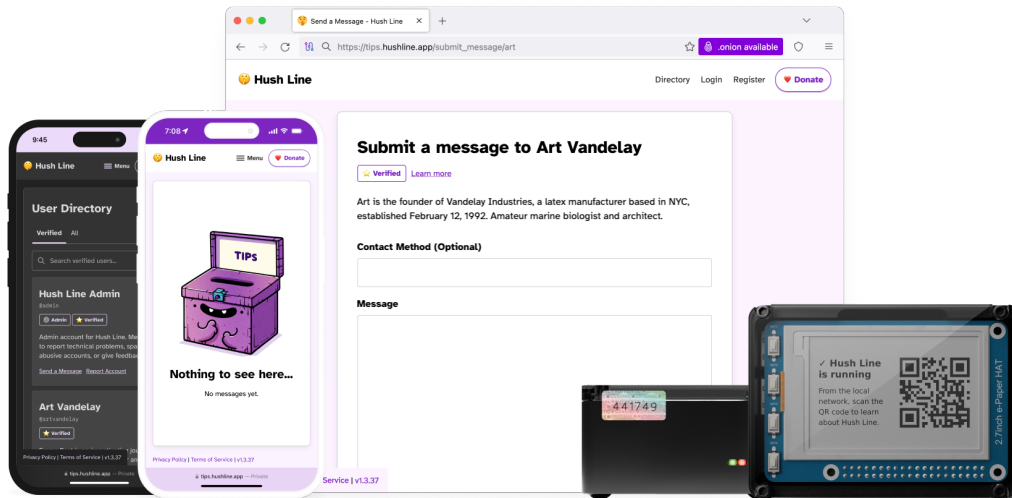 Send a Message - Hush Line
https://tips.hushline.app/submit_message/art
.onion available
Hush Line
Directory Login Register Donate
Submit a message to Art Vandelay
Verified Learn more
Art is the founder of Vandelay Industries, a latex manufacturer based in NYC,
established February 12, 1992. Amateur marine biologist and architect.
Contact Method (Optional)
Message
Service | v1.3.37
9:45
Hush Line Menu
User Directory
Verified All
Search verified users...
Hush Line Admin
@admin
Admin Verified
Admin account for Hush Line. Me
to report technical problems, spa
abusive accounts, or give feedba
Send a Message Report Account
Art Vandelay
@artvandelay
Verified
Privacy Policy | Terms of Service | v1.3.37
tips.hushline.app — Private
7:08
Hush Line Menu Donate
TIPS
Nothing to see here...
No messages yet.
Privacy Policy | Terms of Service | v1.3.37
tips.hushline.app — Private
441749
✓ Hush Line
is running
From the local
network, scan the
QR code to learn
about Hush Line.
2.7inch e-Paper HAT